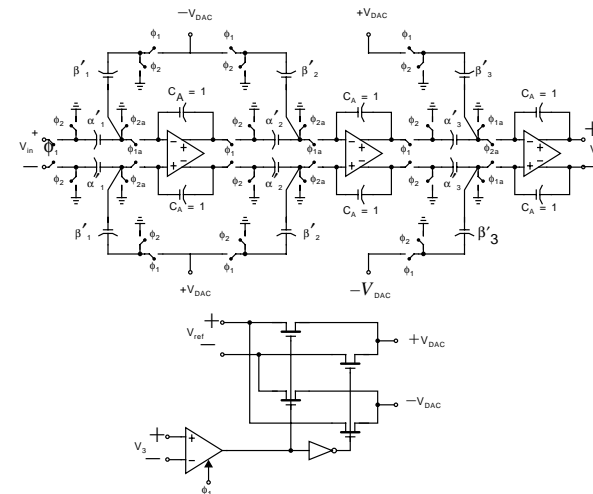 −V_DAC +V_DAC
ϕ1 ϕ1 ϕ1
ϕ2 ϕ2 ϕ2
β′1 β′2 β′3
C_A = 1 C_A = 1 C_A = 1
ϕ2 α′1 ϕ2a ϕ2 α′2 ϕ2a ϕ2 α′3 ϕ1a
+ ϕ1 − ϕ1 ϕ1a − ϕ1 ϕ2a − +
V_in V
− + ϕ1 ϕ1a + ϕ1 ϕ2a + −
ϕ2 α′1 ϕ2a ϕ2 α′2 ϕ2a ϕ2 α′3 ϕ1a
C_A = 1 C_A = 1 C_A = 1
β′1 β′2 β′3
ϕ2 ϕ2 ϕ2
ϕ1 ϕ1 ϕ1
+V_DAC −V_DAC
+
V_ref +V_DAC
−
−V_DAC
+ +
V_3
− −
ϕ1